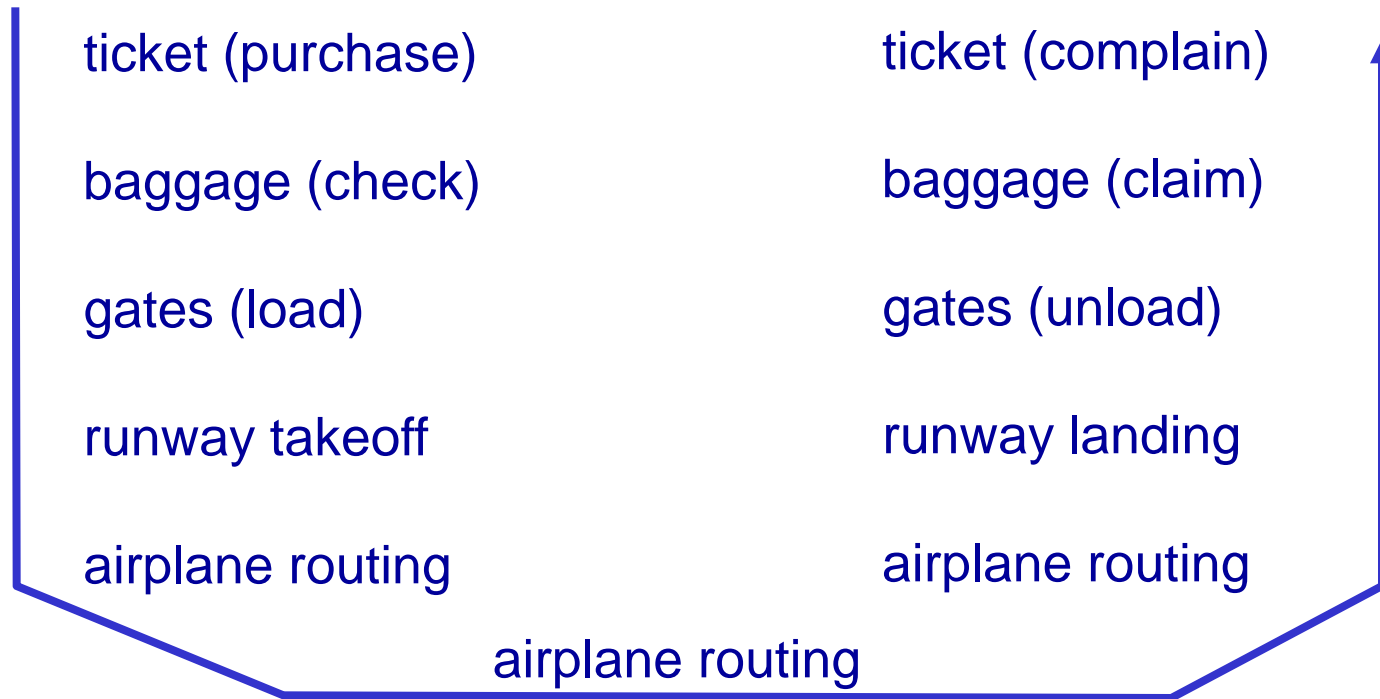 ticket (purchase)
baggage (check)
gates (load)
runway takeoff
airplane routing
airplane routing
ticket (complain)
baggage (claim)
gates (unload)
runway landing
airplane routing